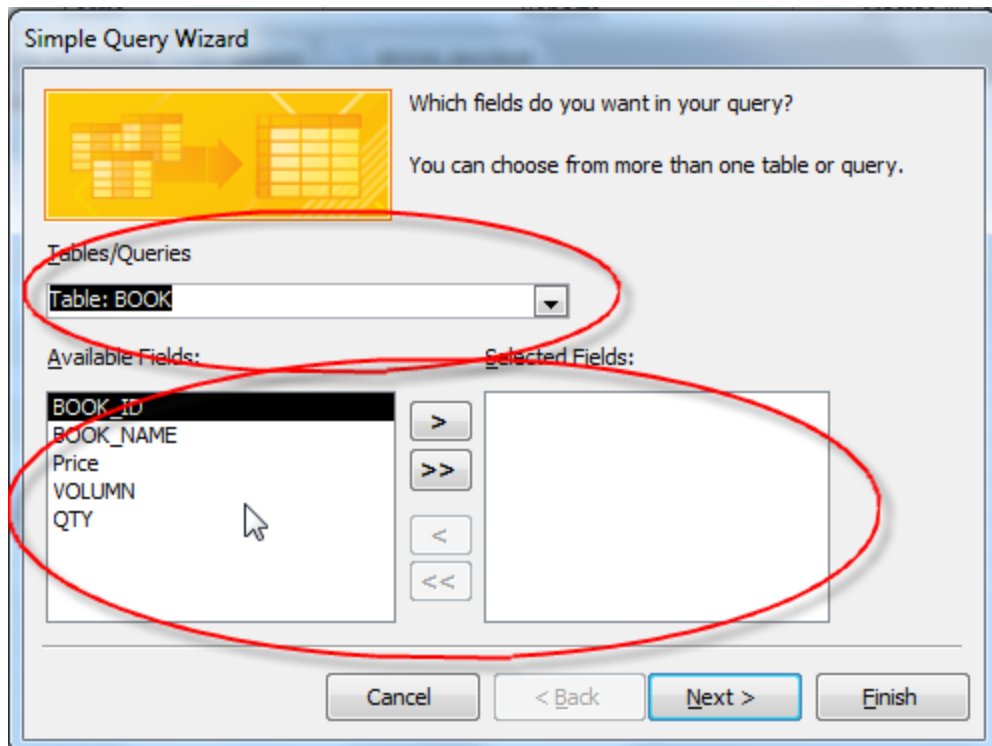 Simple Query Wizard
Which fields do you want in your query?
You can choose from more than one table or query.
Tables/Queries
Table: BOOK
Available Fields:
Selected Fields:
BOOK_ID
BOOK_NAME
Price
VOLUMN
QTY
>
>>
<
<<
Cancel
< Back
Next >
Finish